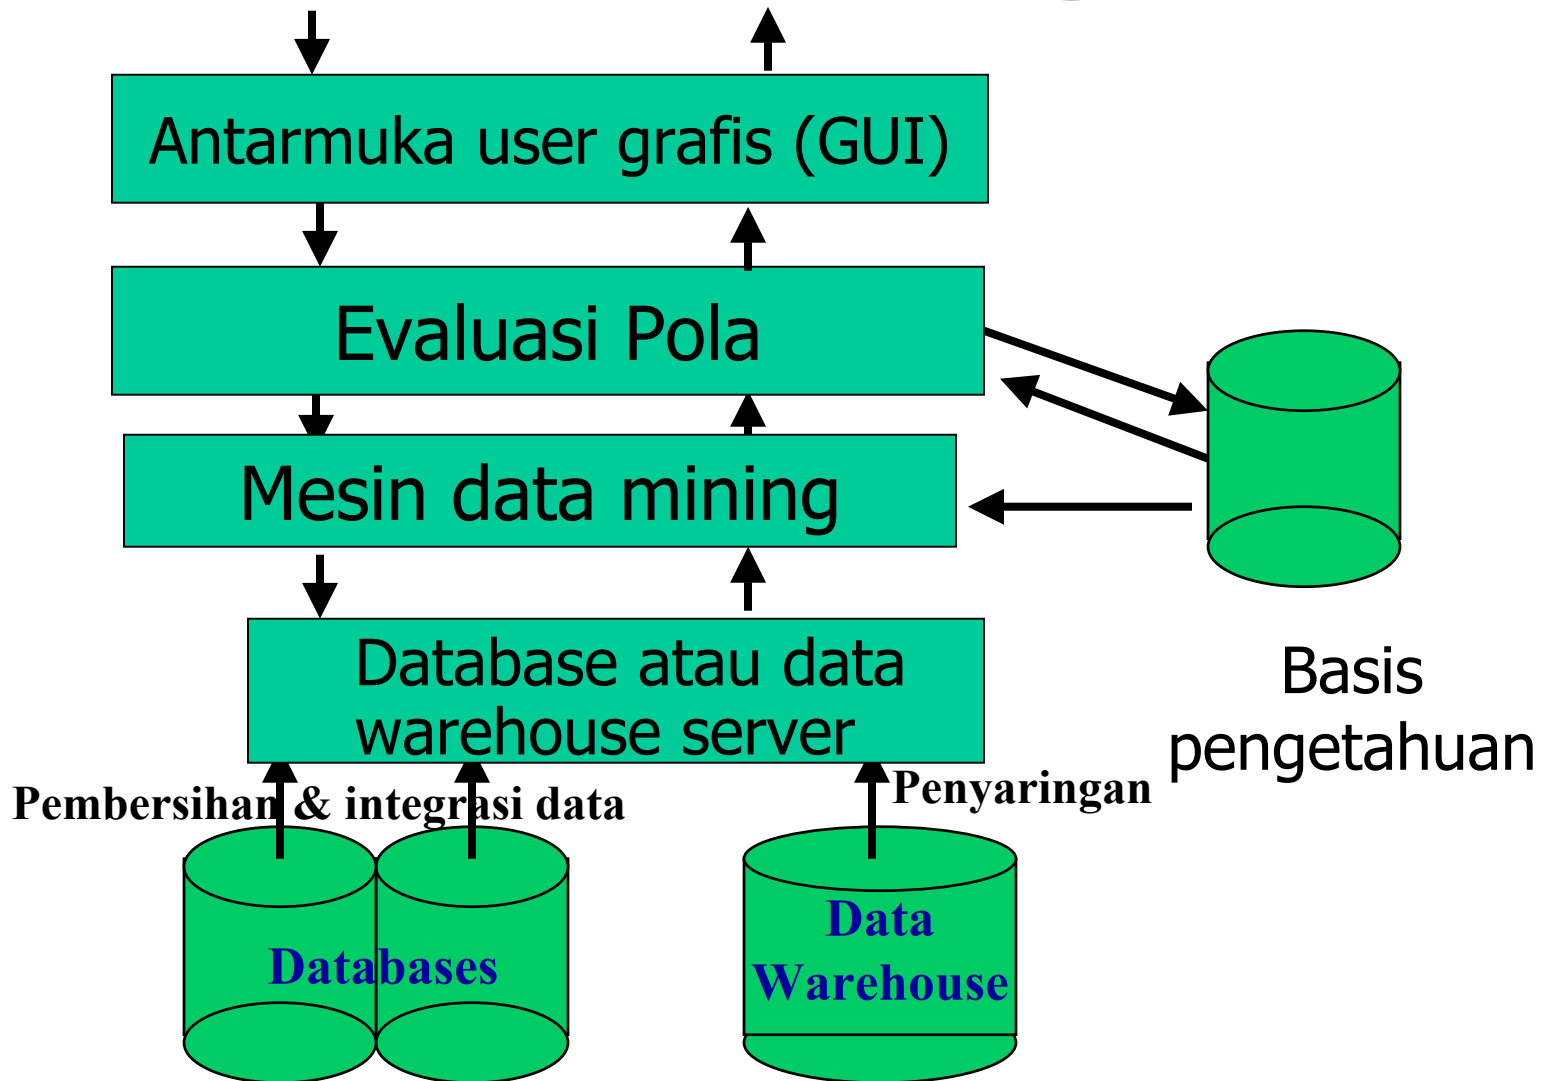 Antarmuka user grafis (GUI)
Evaluasi Pola
Mesin data mining
Database atau data
warehouse server
Basis
pengetahuan
Pembersihan & integrasi data
Penyaringan
Databases
Data
Warehouse